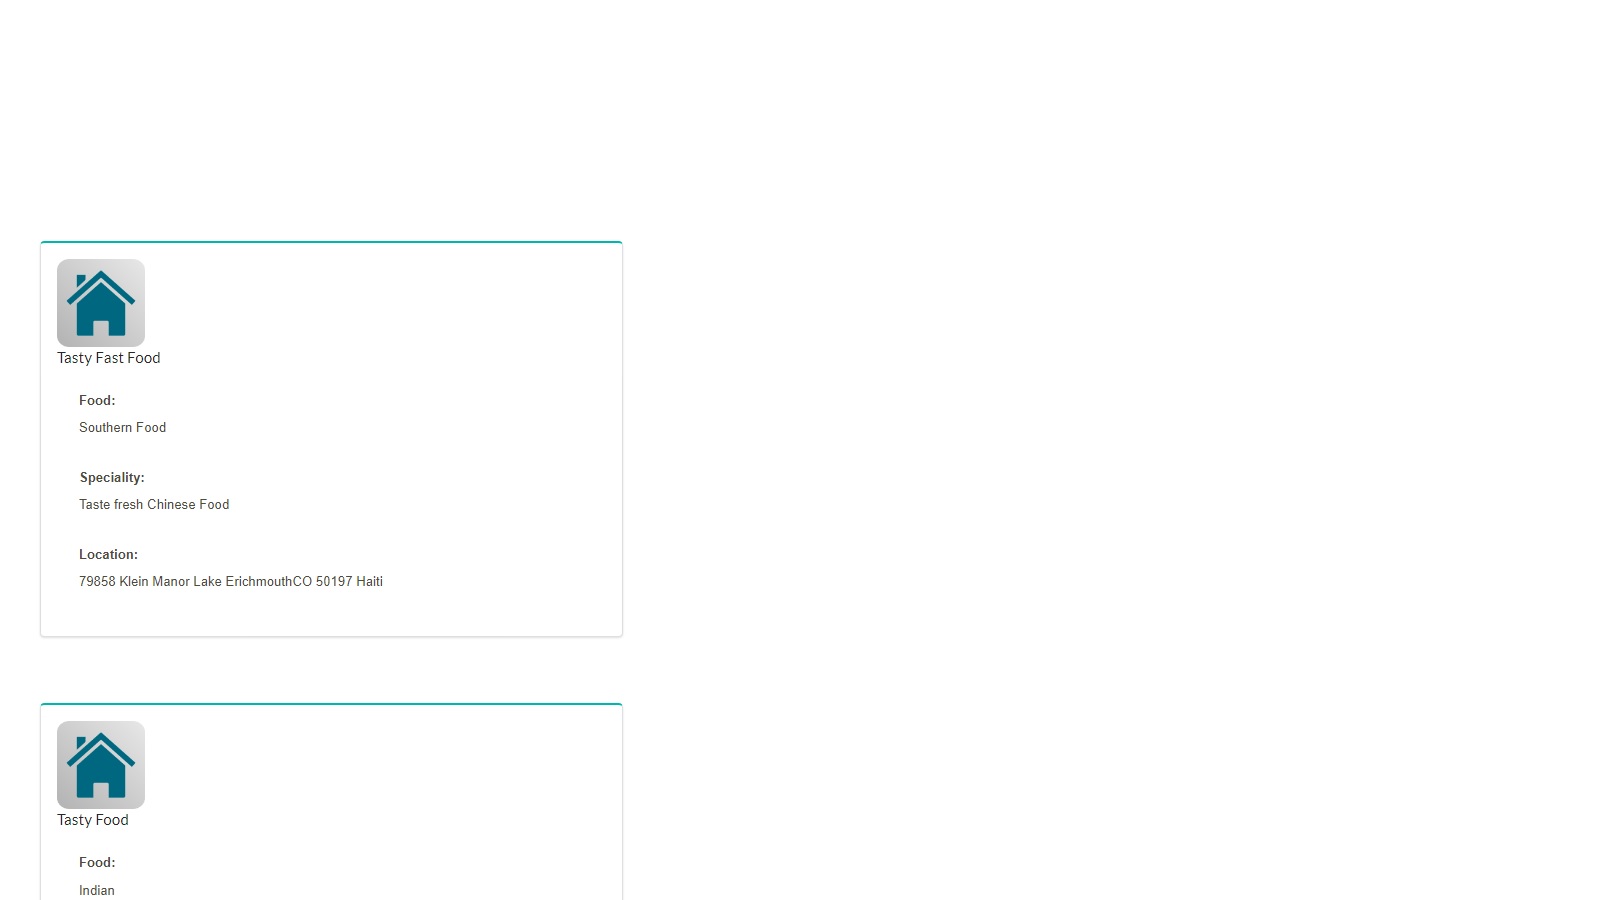 Tasty Fast Food
Food:
Southern Food
Speciality:
Taste fresh Chinese Food
Location:
79858 Klein Manor Lake ErichmouthCO 50197 Haiti
Tasty Food
Food:
Indian